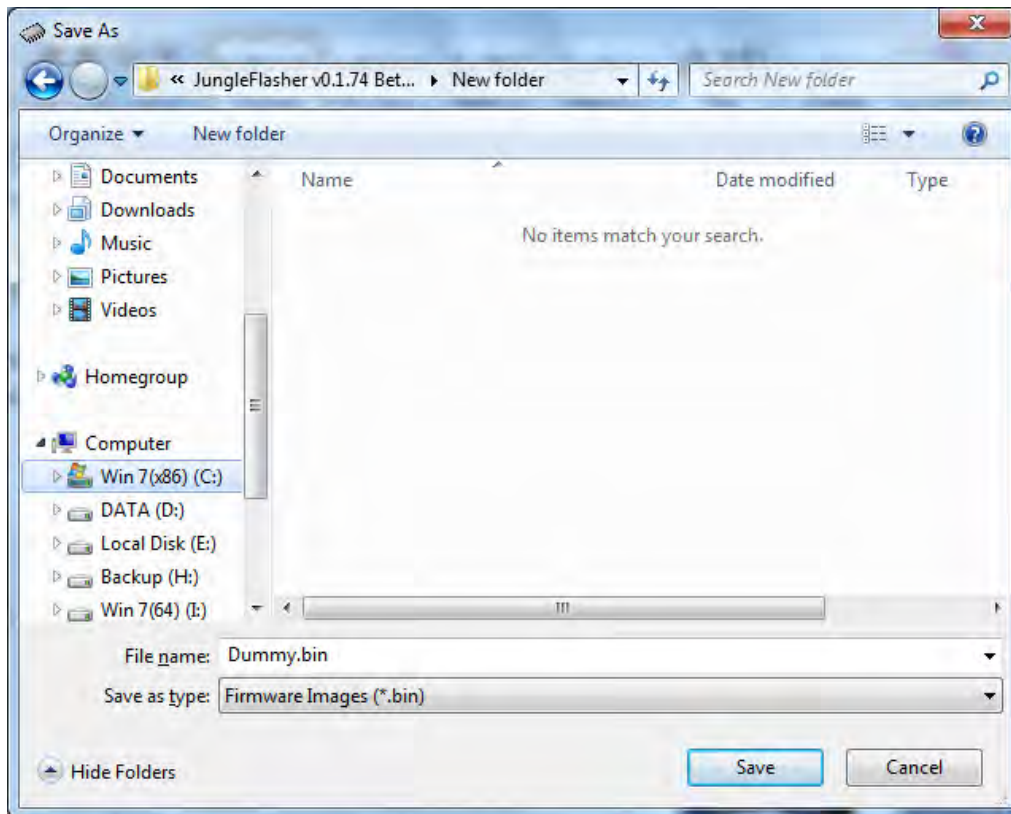 Save As
« JungleFlasher v0.1.74 Bet... New folder Search New folder
Organize New folder
Documents Name Date modified Type
Downloads No items match your search.
Music
Pictures
Videos
Homegroup
Computer
Win 7(x86) (C:)
DATA (D:)
Local Disk (E:)
Backup (H:)
Win 7(64) (I:)
File name: Dummy.bin
Save as type: Firmware Images (*.bin)
Hide Folders Save Cancel